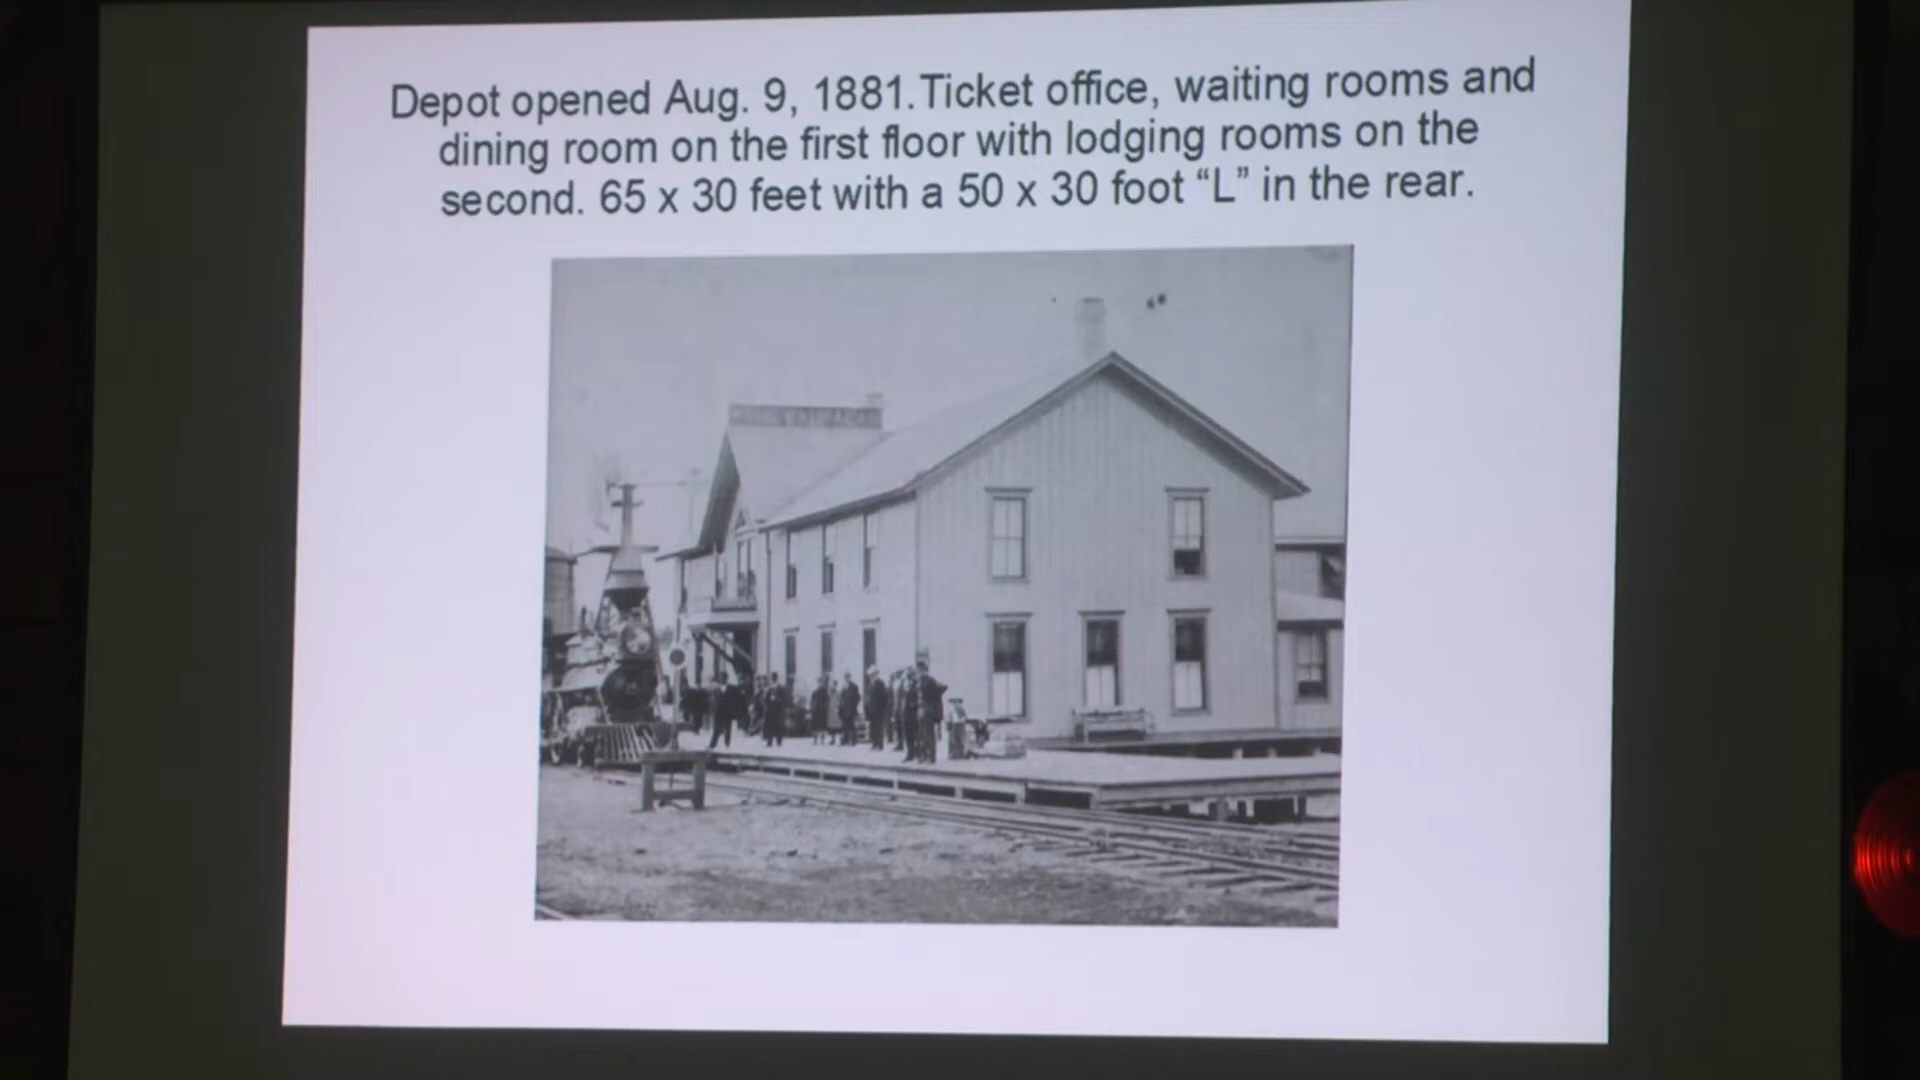 Depot opened Aug. 9, 1881. Ticket office, waiting rooms and
dining room on the first floor with lodging rooms on the
second. 65 x 30 feet with a 50 x 30 foot “L” in the rear.